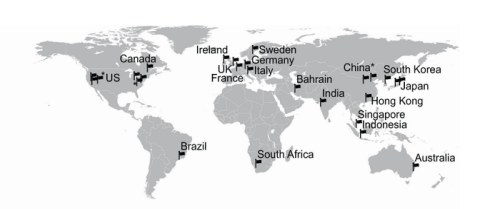 Ireland
Sweden
Canada
Germany
UK
Italy
France
US
China*
South Korea
Bahrain
Japan
India
Hong Kong
Singapore
Indonesia
Brazil
South Africa
Australia